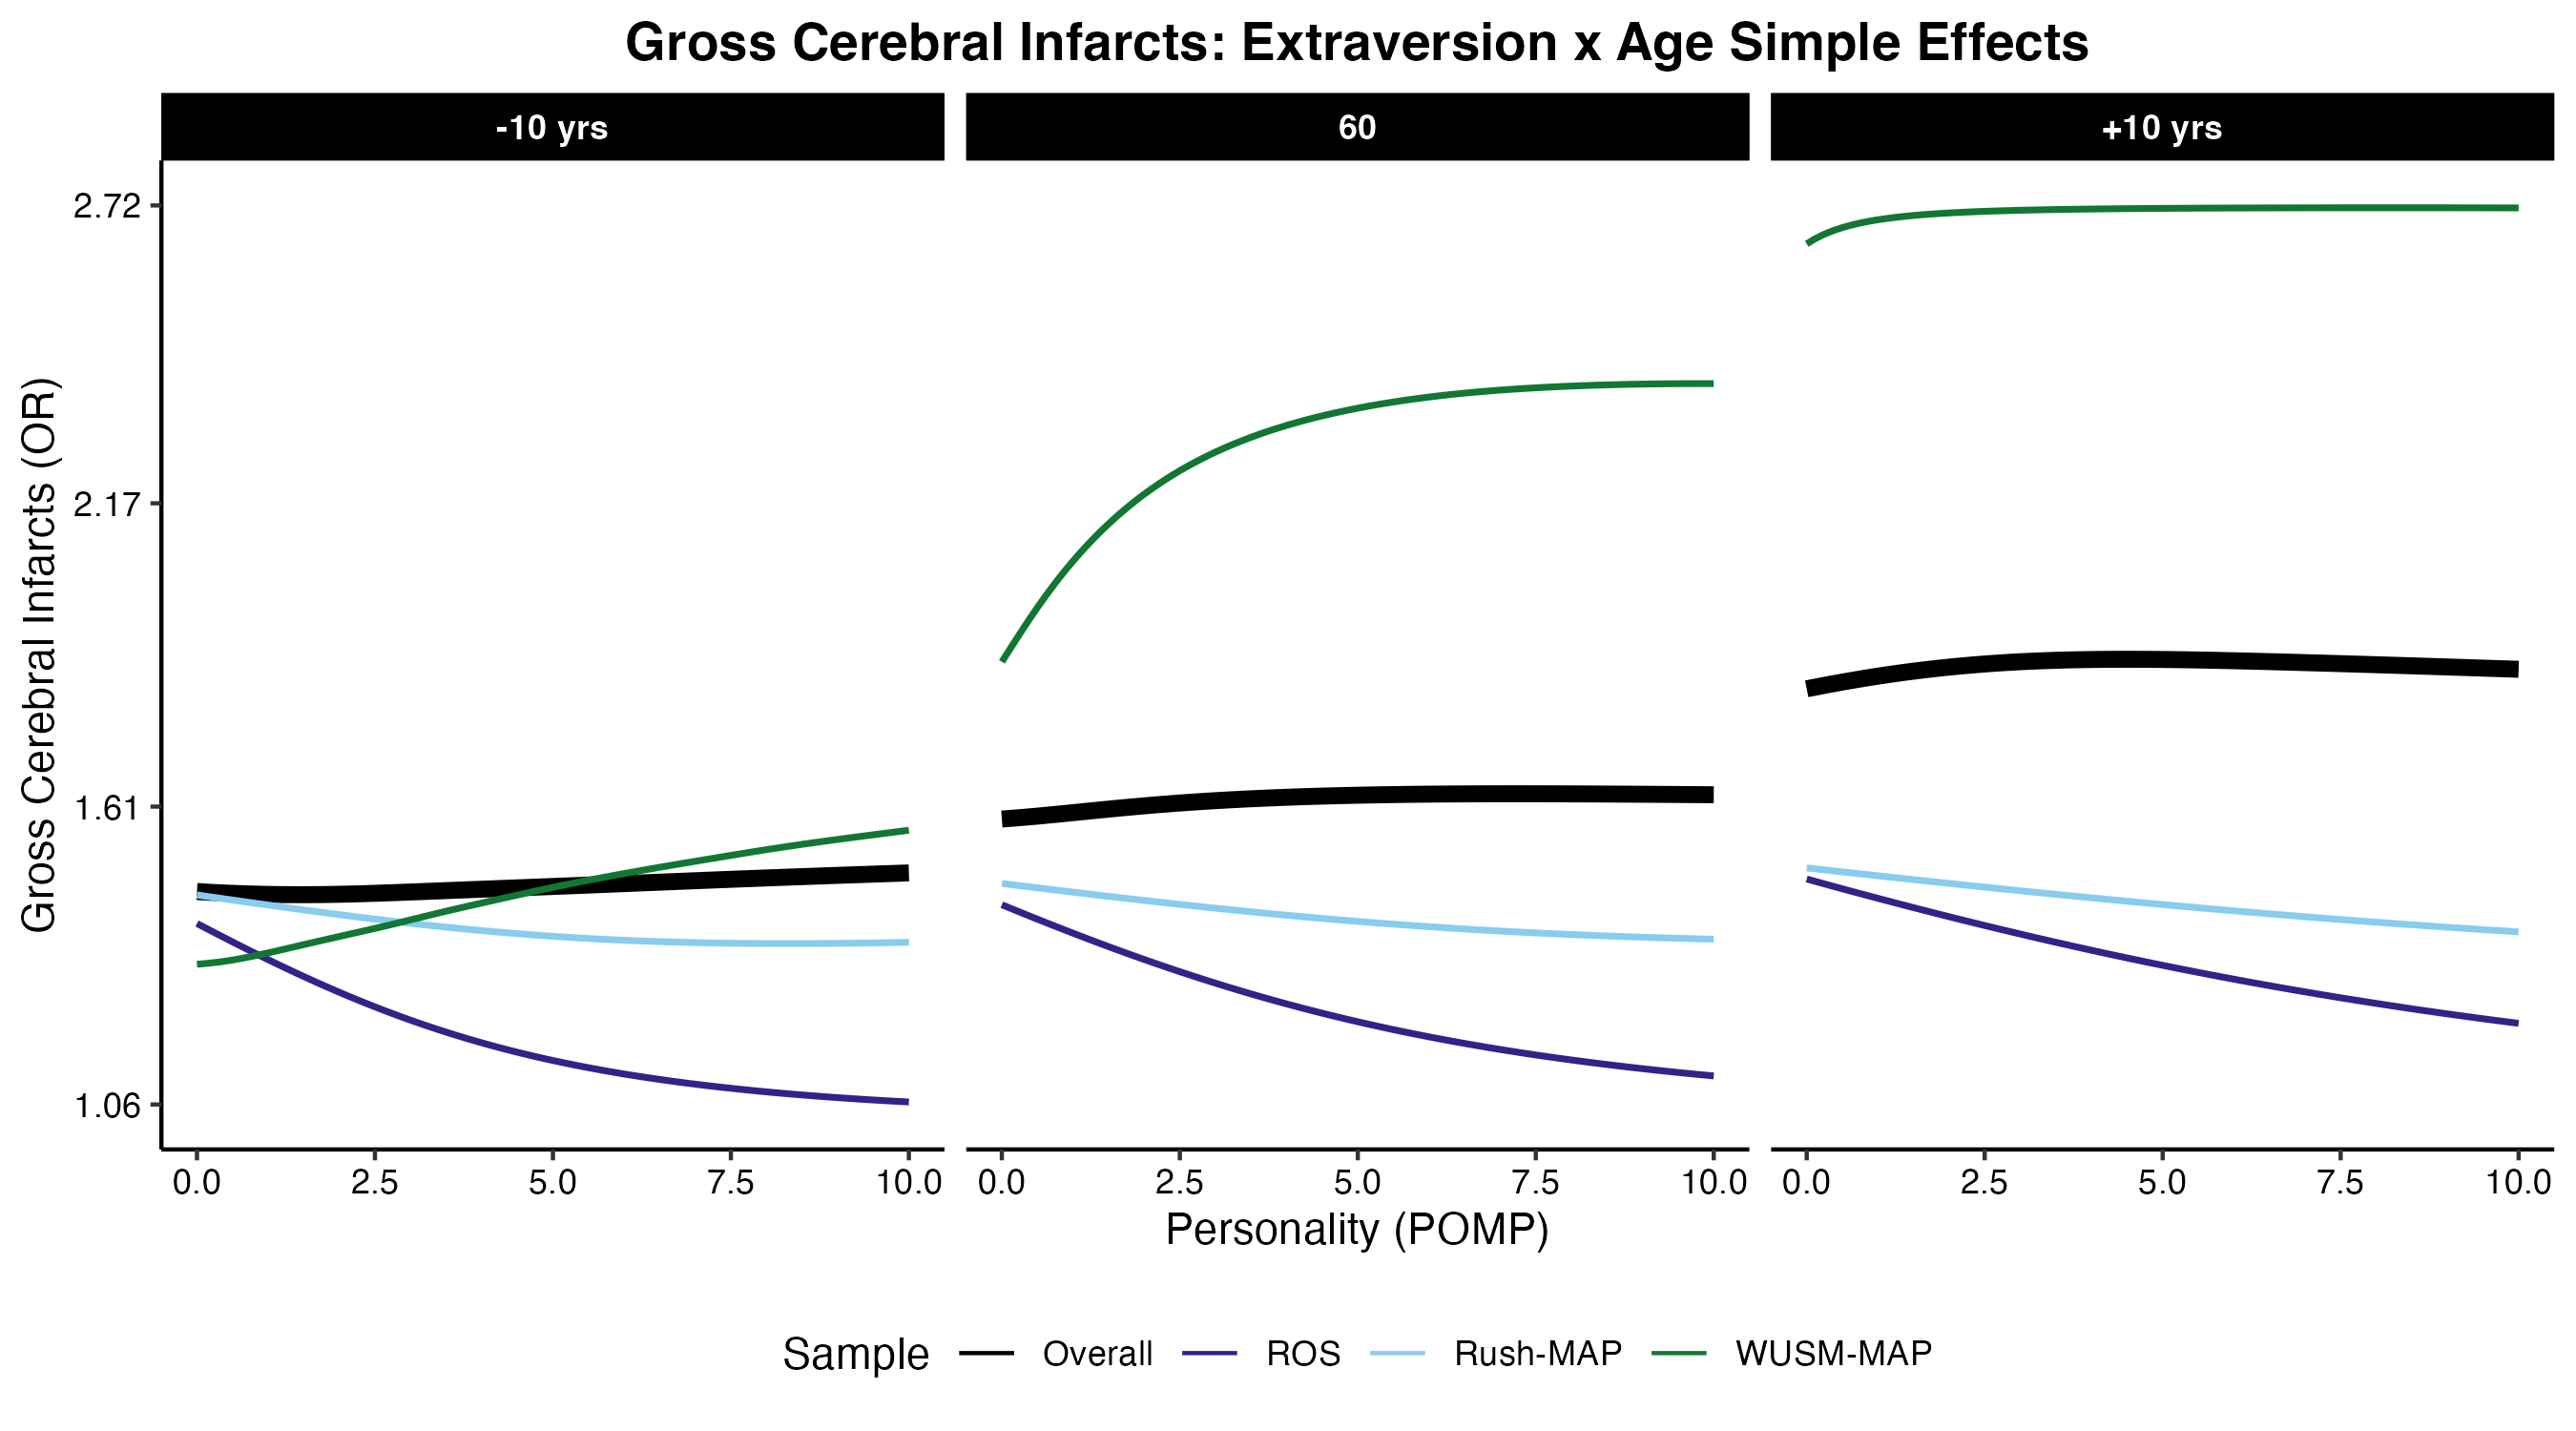 Gross Cerebral Infarcts: Extraversion x Age Simple Effects
-10 yrs
60
+10 yrs
Gross Cerebral Infarcts (OR)
2.72
2.17
1.61
1.06
0.0 2.5 5.0 7.5 10.0
0.0 2.5 5.0 7.5 10.0
0.0 2.5 5.0 7.5 10.0
Personality (POMP)
Sample Overall ROS Rush-MAP WUSM-MAP